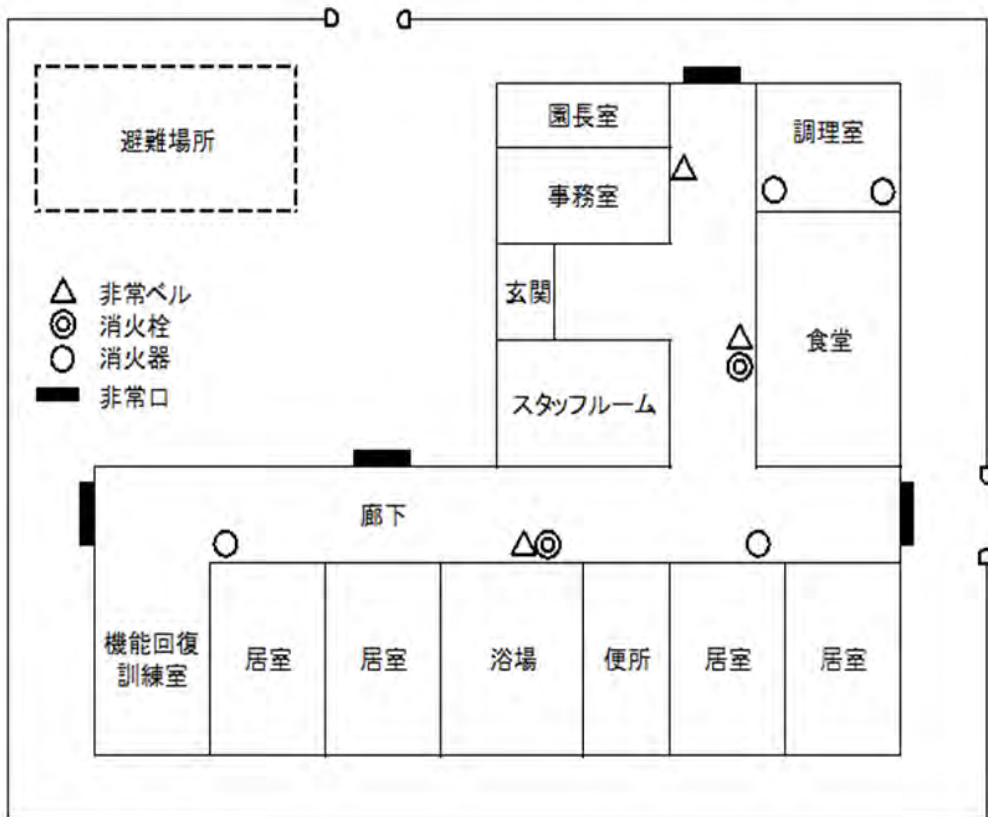 避難場所
園長室
調理室
事務室
非常ベル
消火栓
消火器
非常口
玄関
食堂
スタッフルーム
廊下
機能回復
訓練室
居室
居室
浴場
便所
居室
居室